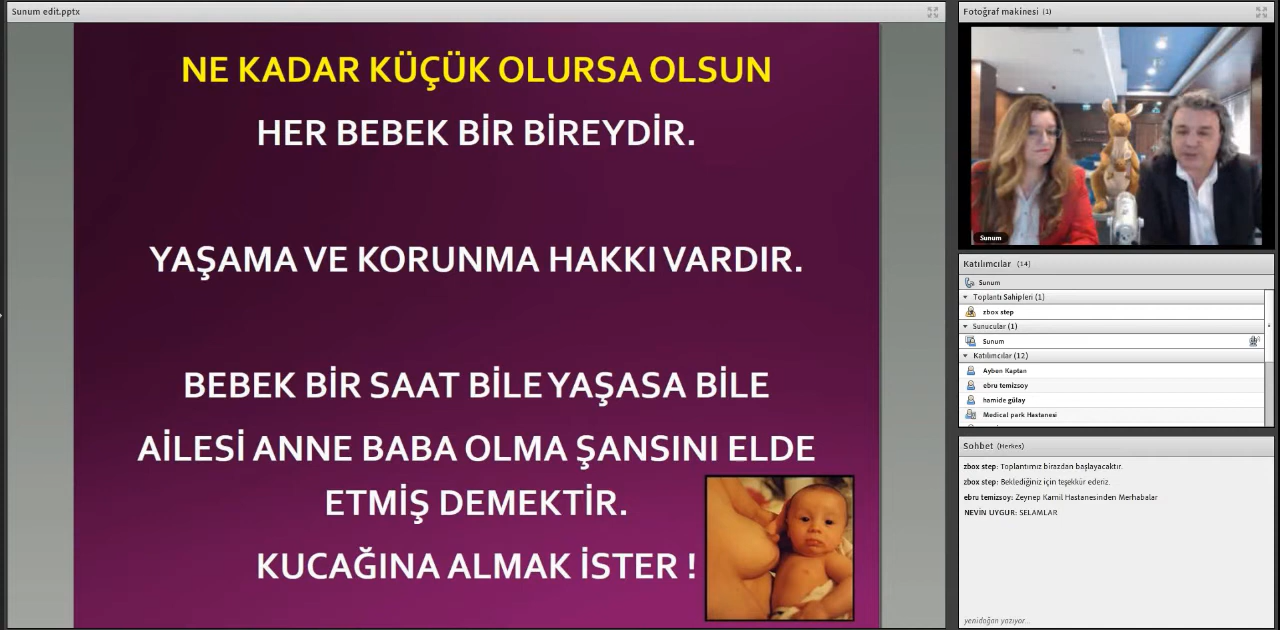 Sunum edit.pptx
NE KADAR KÜÇÜK OLURSA OLSUN
HER BEBEK BİR BİREYDİR.
YAŞAMA VE KORUNMA HAKKI VARDIR.
BEBEK BİR SAAT BİLE YAŞASA BİLE
AİLESİ ANNE BABA OLMA ŞANSINI ELDE
ETMİŞ DEMEKTİR.
KUCAĞINA ALMAK İSTER !
Fotoğraf makinesi (1)
Sunum
Katılımcılar (14)
Sunum
Toplantı Sahipleri (1)
zbox step
Sunucular (1)
Sunum
Katılımcılar (12)
Ayben Kaptan
ebru temizsoy
hamide gülay
Medical park Hastanesi
Sohbet (Herkes)
zbox step: Toplantımız birazdan başlayacaktır.
zbox step: Beklediğiniz için teşekkür ederiz.
ebru temizsoy: Zeynep Kamil Hastanesinden Merhabalar
NEVİN UYGUR: SELAMLAR
yenidoğan yazıyor...